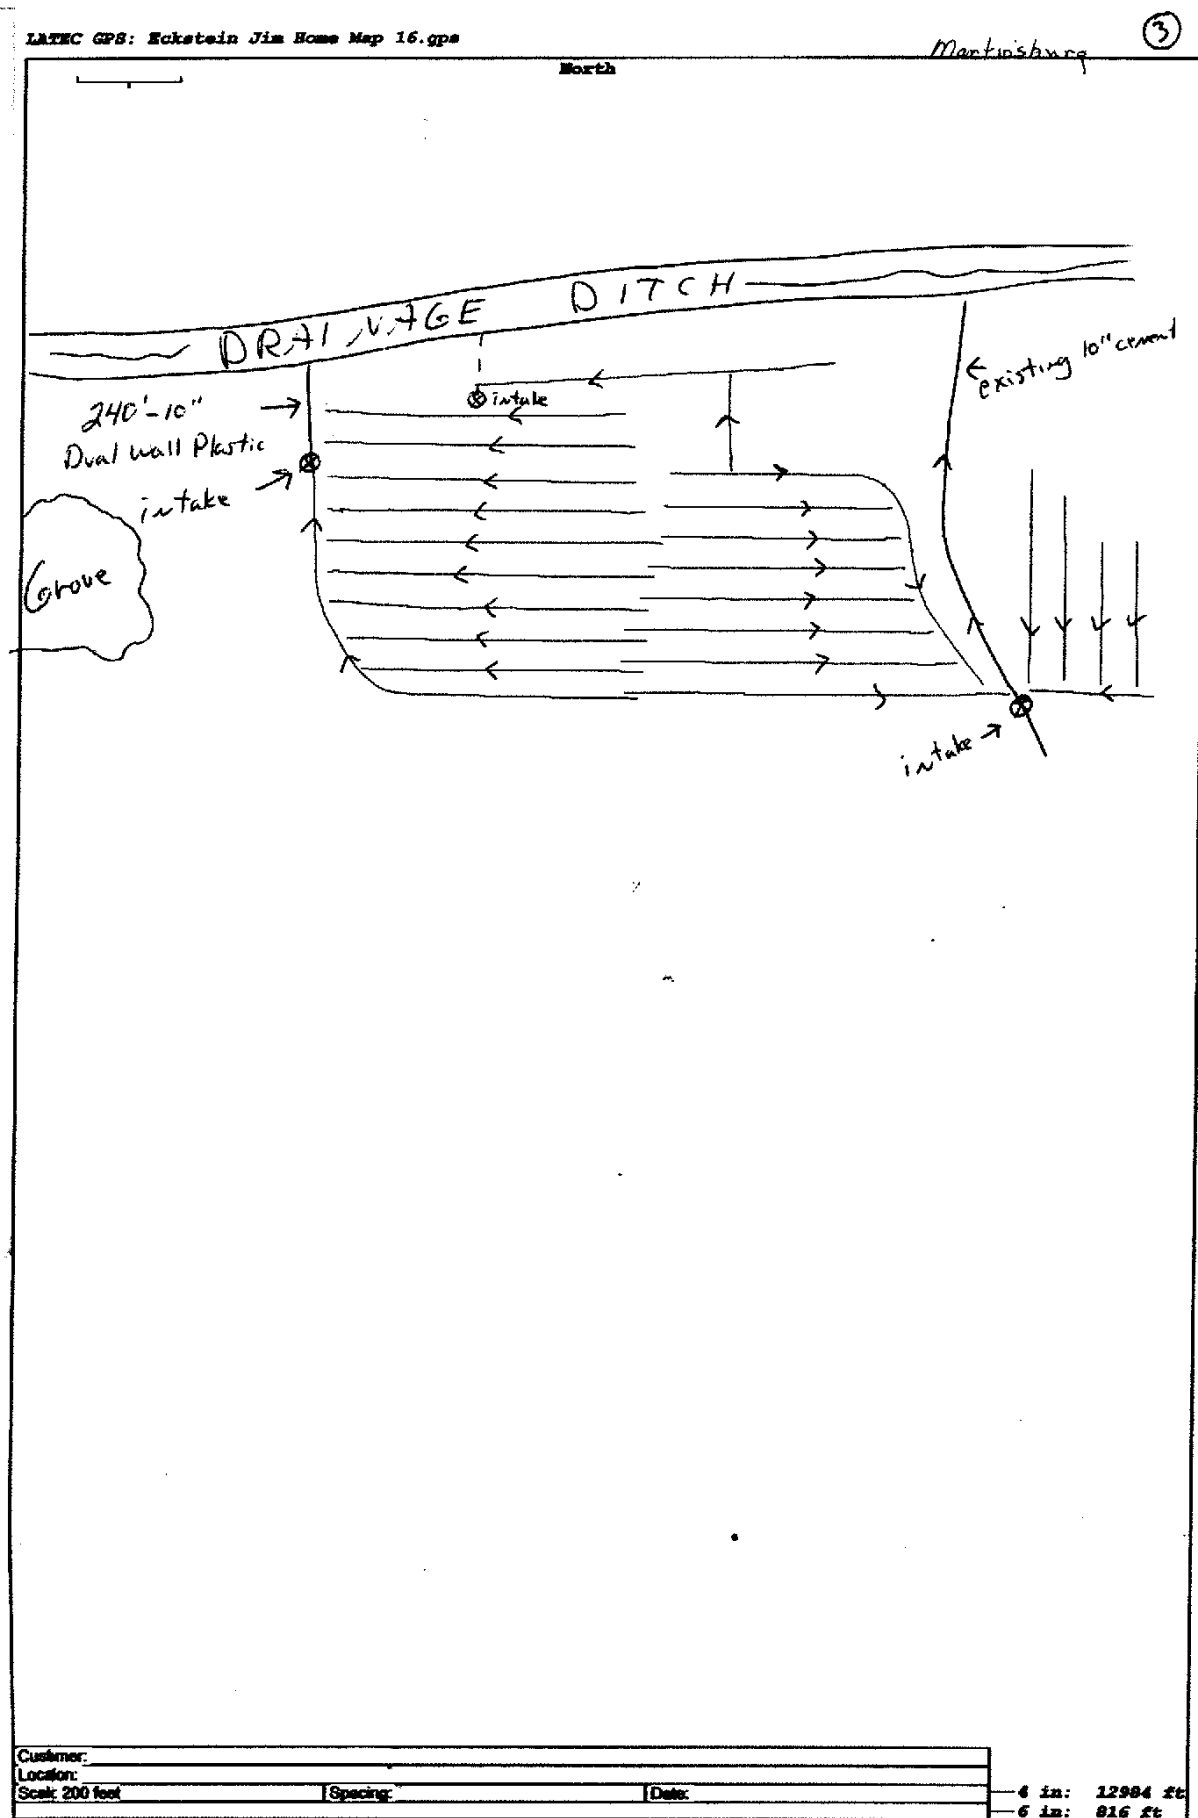 LATEC GPS: Eckstein Jim Home Map 16.gps
Martinsburg
3
North
DRAINAGE DITCH
existing 10" cement
240'-10"
Dual Wall Plastic
intake
intake
Grove
intake
Customer:
Location:
Scale: 200 feet
Spacing:
Date:
4 in: 12984 ft
6 in: 816 ft